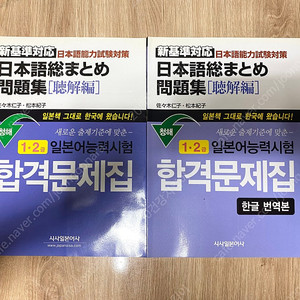 新基準対応 日本語能力試験対策
日本語総まとめ
問題集[聴解編]
佐々木仁子・松本紀子
일본책 그대로 한국에 왔습니다!
청해
새로운 출제기준에 맞춘
1·2급 일본어능력시험
합격문제집
시사일본어사
新基準対応 日本語能力試験対策
日本語総まとめ
問題集[聴解編]
佐々木仁子・松本紀子
일본책 그대로 한국에 왔습니다!
청해
새로운 출제기준에 맞춘
1·2급 일본어능력시험
합격문제집
한글 번역본
시사일본어사